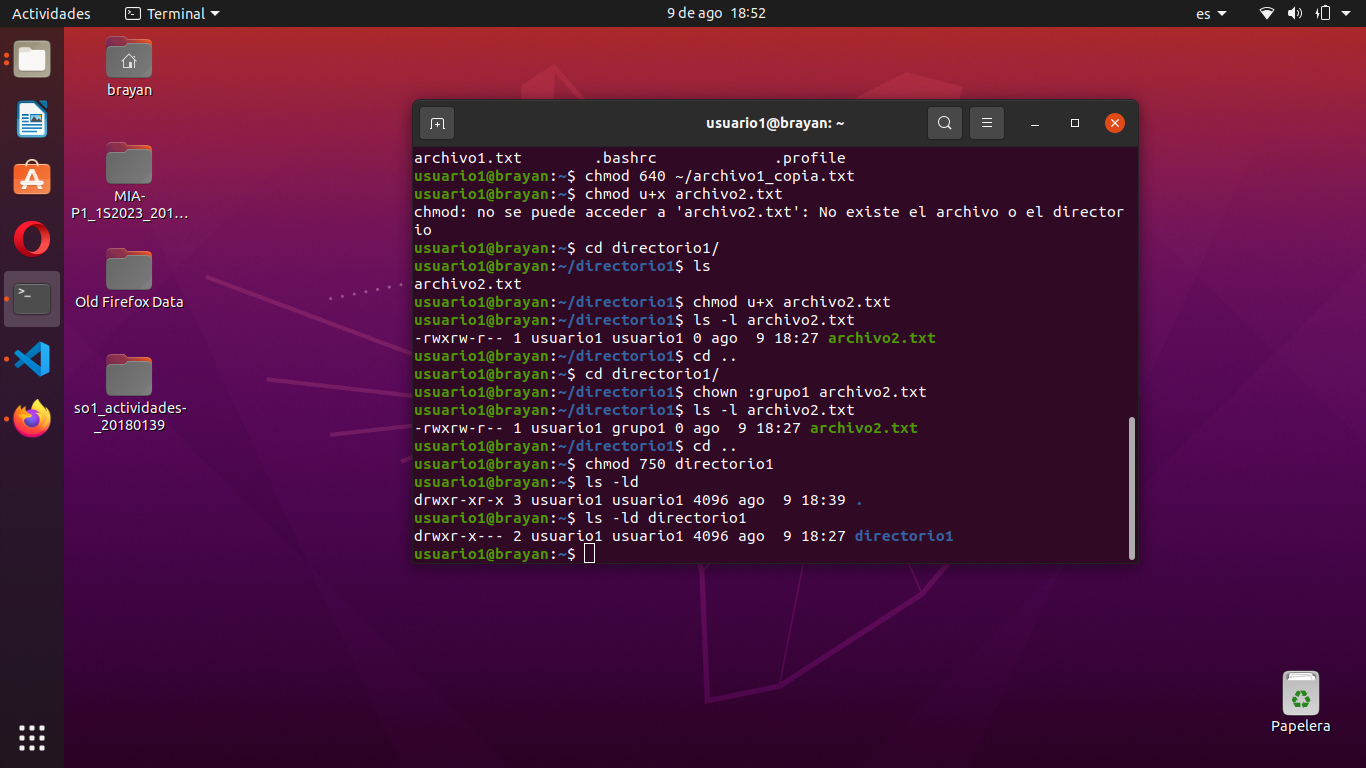 Actividades
Terminal
9 de ago 18:52
es
brayan
MIA-
P1_1S2023_201...
Old Firefox Data
so1_actividades-
_20180139
usuario1@brayan: ~
archivo1.txt        .bashrc             .profile
usuario1@brayan:~$ chmod 640 ~/archivo1_copia.txt
usuario1@brayan:~$ chmod u+x archivo2.txt
chmod: no se puede acceder a 'archivo2.txt': No existe el archivo o el director
io
usuario1@brayan:~$ cd directorio1/
usuario1@brayan:~/directorio1$ ls
archivo2.txt
usuario1@brayan:~/directorio1$ chmod u+x archivo2.txt
usuario1@brayan:~/directorio1$ ls -l archivo2.txt
-rwxrw-r-- 1 usuario1 usuario1 0 ago  9 18:27 archivo2.txt
usuario1@brayan:~/directorio1$ cd ..
usuario1@brayan:~$ cd directorio1/
usuario1@brayan:~/directorio1$ chown :grupo1 archivo2.txt
usuario1@brayan:~/directorio1$ ls -l archivo2.txt
-rwxrw-r-- 1 usuario1 grupo1 0 ago  9 18:27 archivo2.txt
usuario1@brayan:~/directorio1$ cd ..
usuario1@brayan:~$ chmod 750 directorio1
usuario1@brayan:~$ ls -ld
drwxr-xr-x 3 usuario1 usuario1 4096 ago  9 18:39 .
usuario1@brayan:~$ ls -ld directorio1
drwxr-x--- 2 usuario1 usuario1 4096 ago  9 18:27 directorio1
usuario1@brayan:~$
Papelera